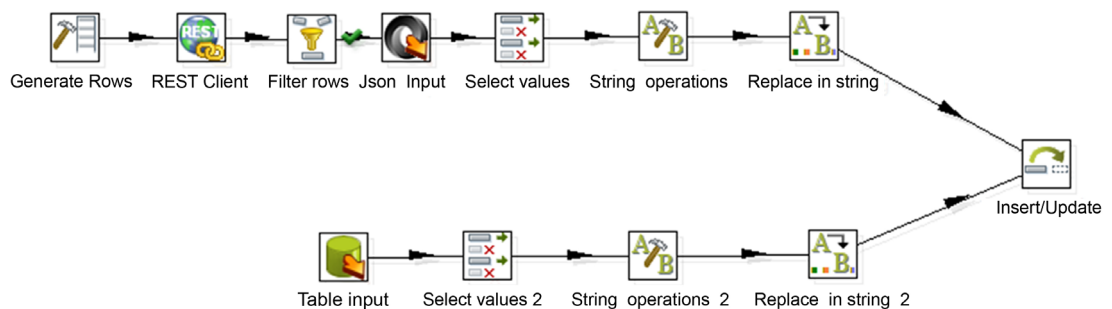 REST
A
B
A
B
Generate Rows
REST Client
Filter rows
Json Input
Select values
String operations
Replace in string
Insert/Update
A
B
A
B
Table input
Select values 2
String operations 2
Replace in string 2